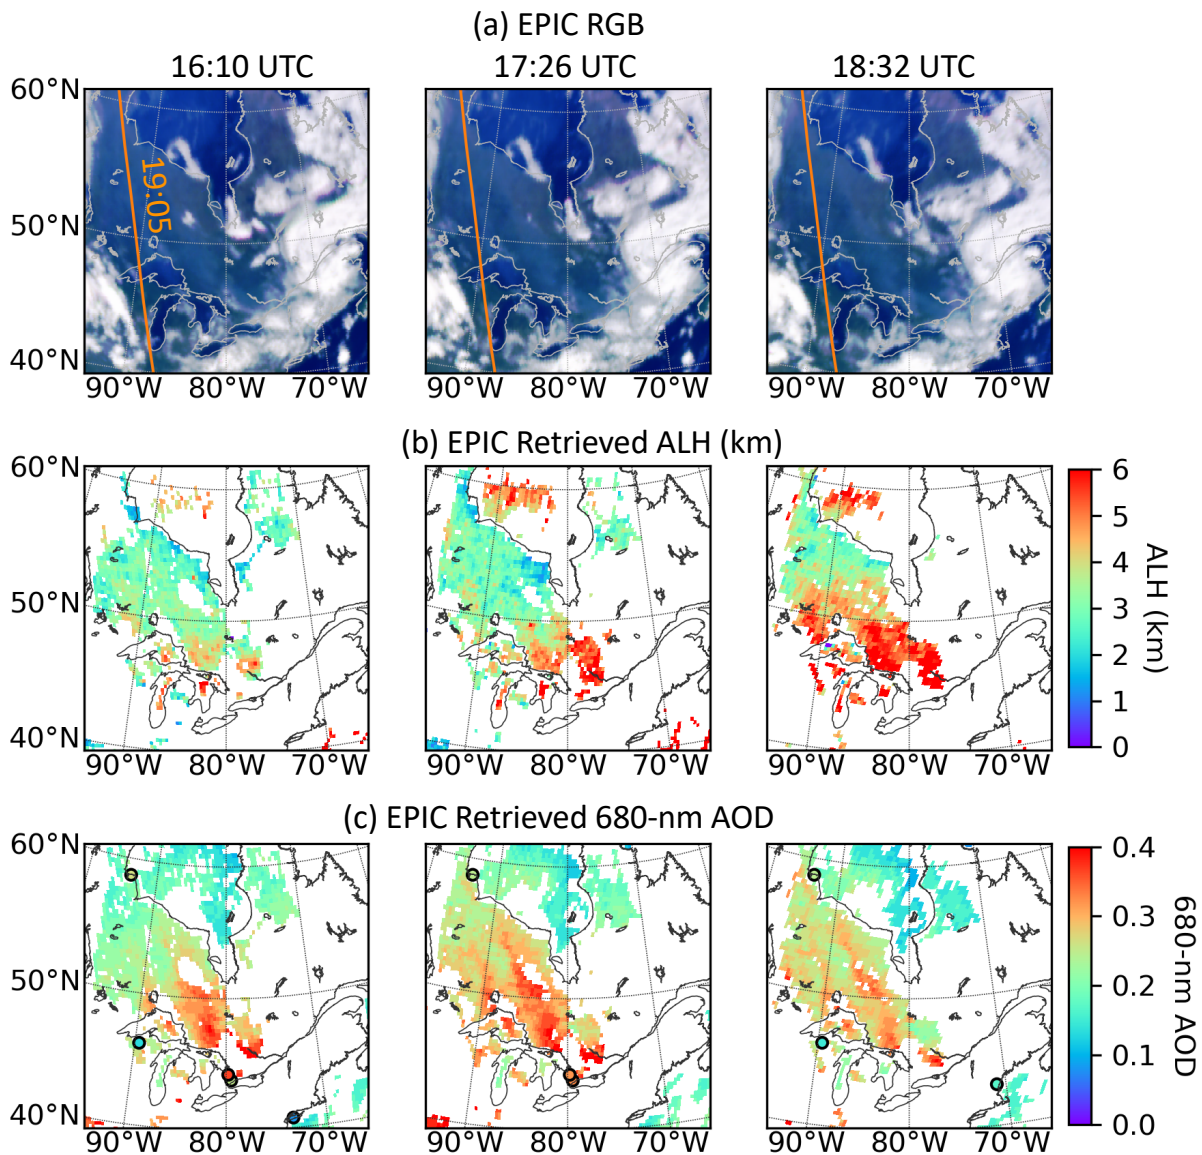 (a) EPIC RGB
16:10 UTC 17:26 UTC 18:32 UTC
60°N
50°N
40°N
19:05
90°W 80°W 70°W 90°W 80°W 70°W 90°W 80°W 70°W
(b) EPIC Retrieved ALH (km)
60°N
50°N
40°N
90°W 80°W 70°W 90°W 80°W 70°W 90°W 80°W 70°W
6
5
4
3
2
1
0
ALH (km)
(c) EPIC Retrieved 680-nm AOD
60°N
50°N
40°N
90°W 80°W 70°W 90°W 80°W 70°W 90°W 80°W 70°W
0.4
0.3
0.2
0.1
0.0
680-nm AOD